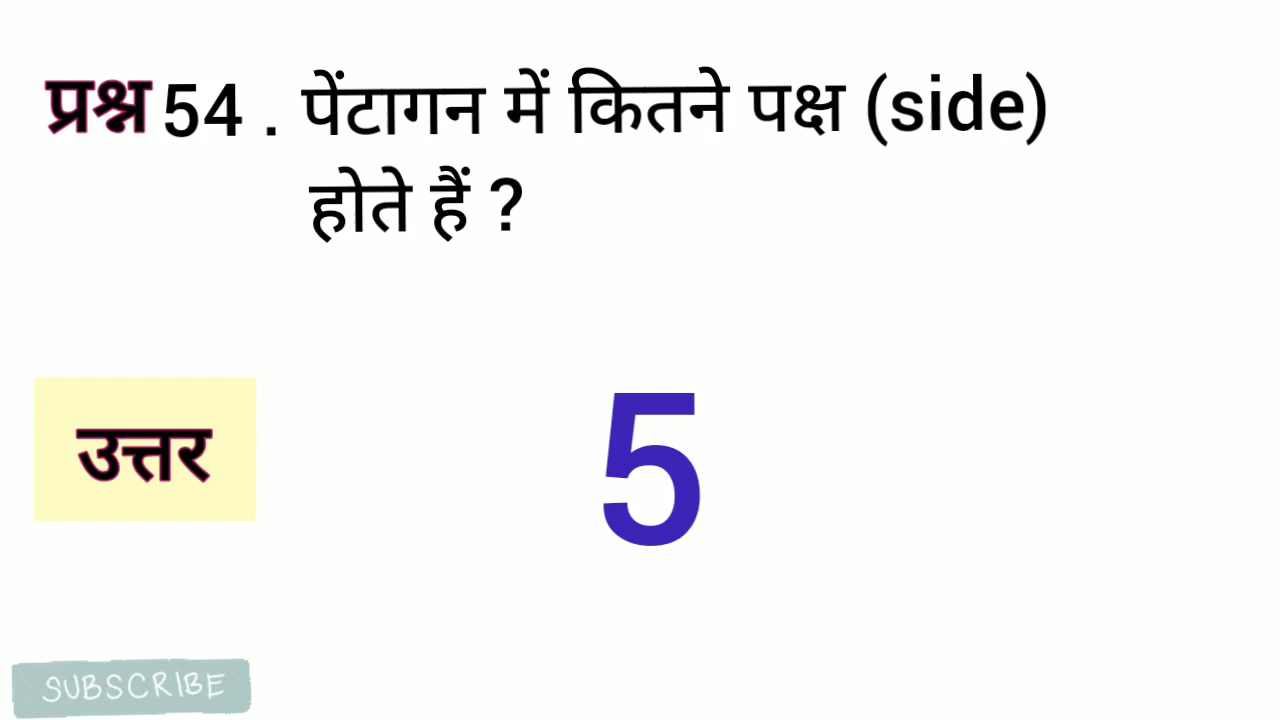 प्रश्न 54 . पेंटागन में कितने पक्ष (side)
होते हैं ?
उत्तर 5
SUBSCRIBE